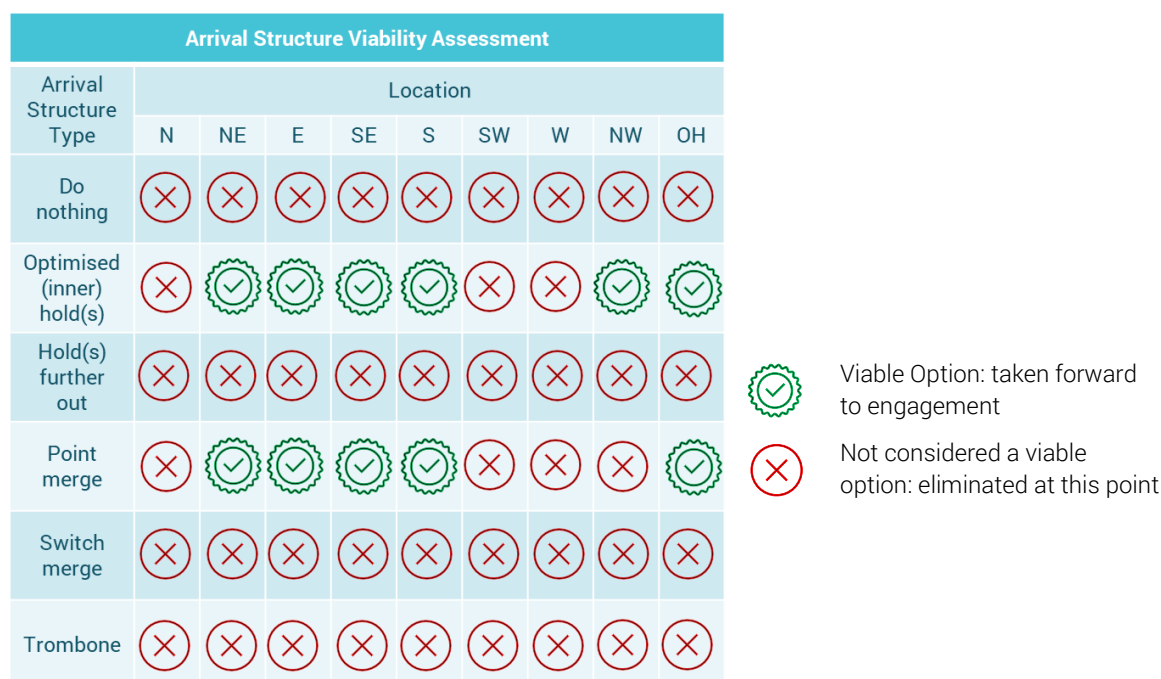 Arrival Structure Viability Assessment
Arrival
Structure
Type
Location
N NE E SE S SW W NW OH
Do
nothing
Optimised
(inner)
hold(s)
Hold(s)
further
out
Point
merge
Switch
merge
Trombone
Viable Option: taken forward
to engagement
Not considered a viable
option: eliminated at this point